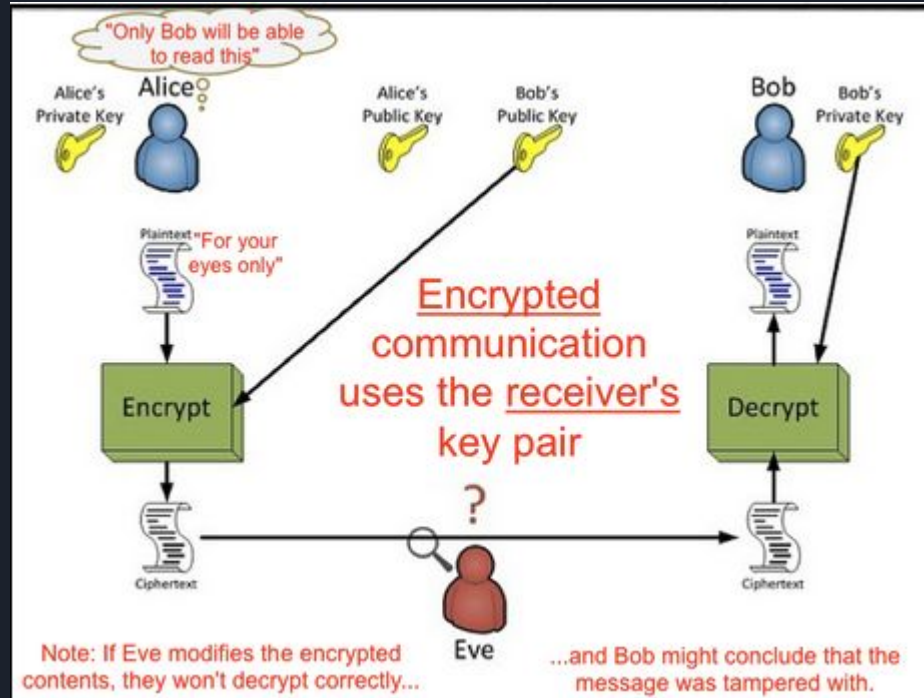 "Only Bob will be able
to read this"
Alice's
Private Key
Alice
Alice's
Public Key
Bob's
Public Key
Bob
Bob's
Private Key
Plaintext
"For your
eyes only"
Plaintext
Encrypted
communication
uses the receiver's
key pair
Encrypt
Decrypt
?
Ciphertext
Ciphertext
Eve
Note: If Eve modifies the encrypted
contents, they won't decrypt correctly...
...and Bob might conclude that the
message was tampered with.